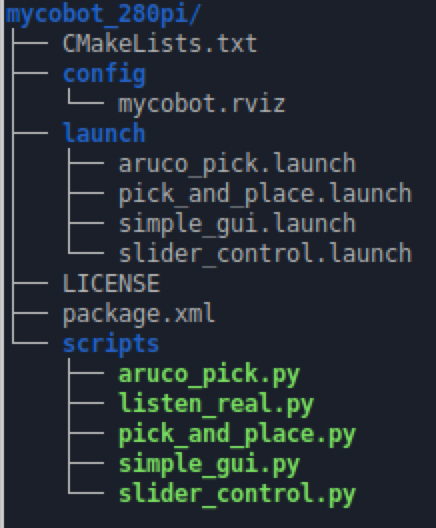 mycobot_280pi/
├── CMakeLists.txt
├── config
│   └── mycobot.rviz
├── launch
│   ├── aruco_pick.launch
│   ├── pick_and_place.launch
│   ├── simple_gui.launch
│   └── slider_control.launch
├── LICENSE
├── package.xml
└── scripts
    ├── aruco_pick.py
    ├── listen_real.py
    ├── pick_and_place.py
    ├── simple_gui.py
    └── slider_control.py